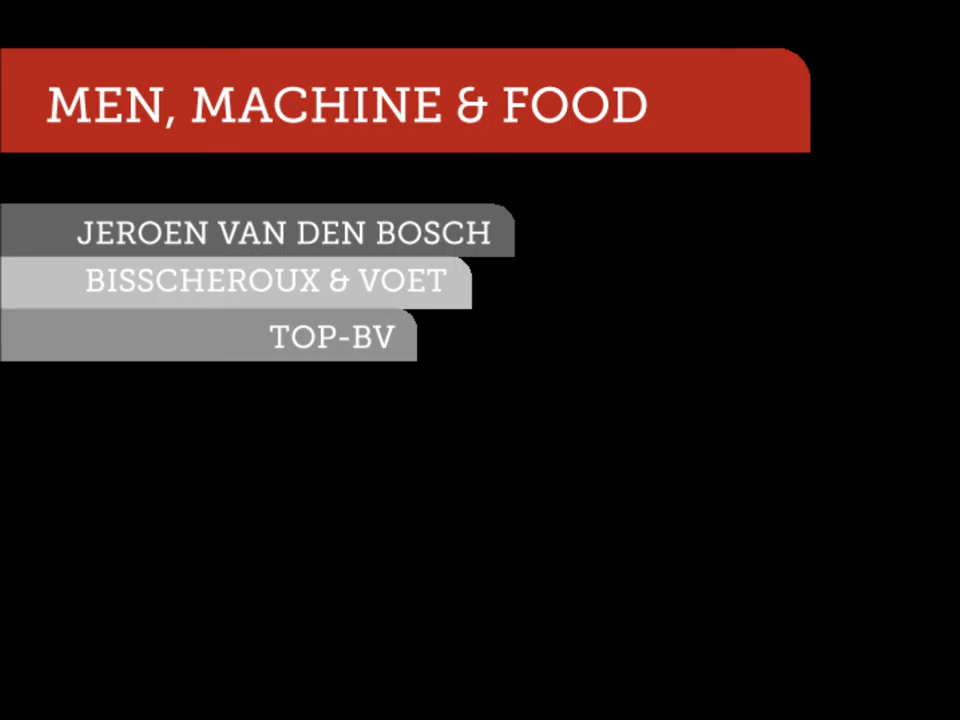 MEN, MACHINE & FOOD
JEROEN VAN DEN BOSCH
BISSCHEROUX & VOET
TOP-BV